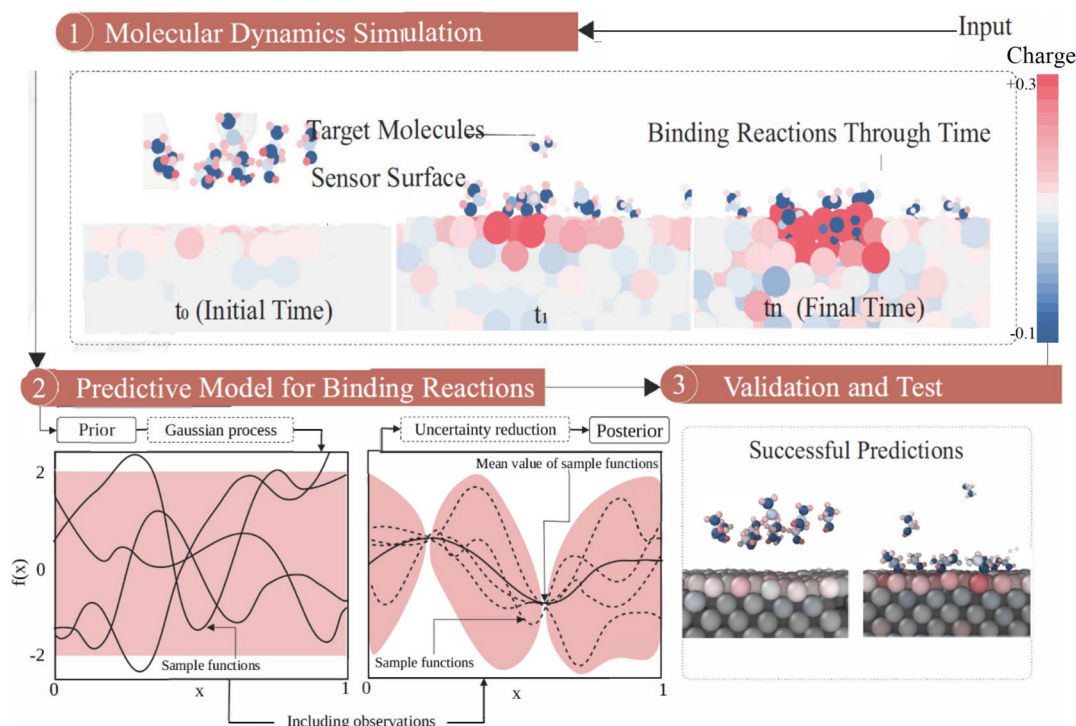 1 Molecular Dynamics Simulation
Input
Charge
+0.3
Target Molecules
Sensor Surface
Binding Reactions Through Time
t0 (Initial Time)
t1
tn (Final Time)
-0.1
2 Predictive Model for Binding Reactions
3 Validation and Test
Prior
Gaussian process
Uncertainty reduction
Posterior
Mean value of sample functions
2
0
-2
f(x)
Sample functions
0
x
1
Sample functions
0
x
1
Including observations
Successful Predictions